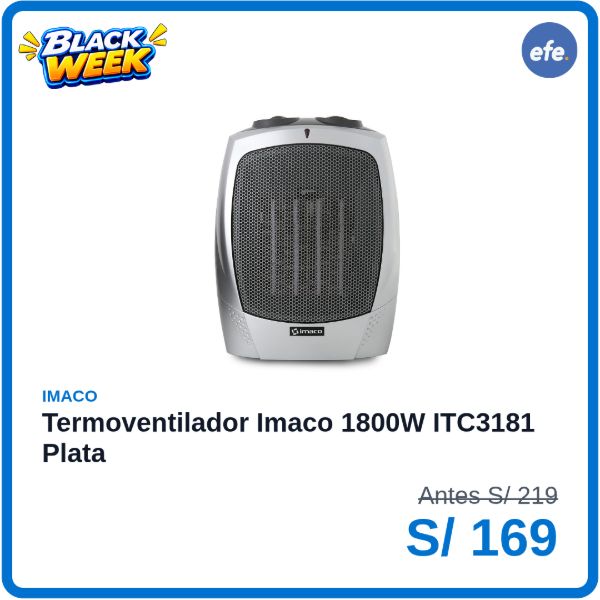 BLACK
WEEK
efe.
imaco
IMACO
Termoventilador Imaco 1800W ITC3181
Plata
Antes S/ 219
S/ 169